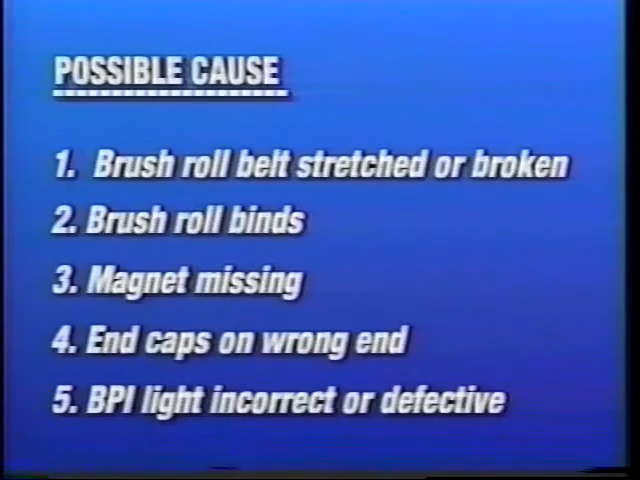 POSSIBLE CAUSE
1. Brush roll belt stretched or broken
2. Brush roll binds
3. Magnet missing
4. End caps on wrong end
5. BPI light incorrect or defective